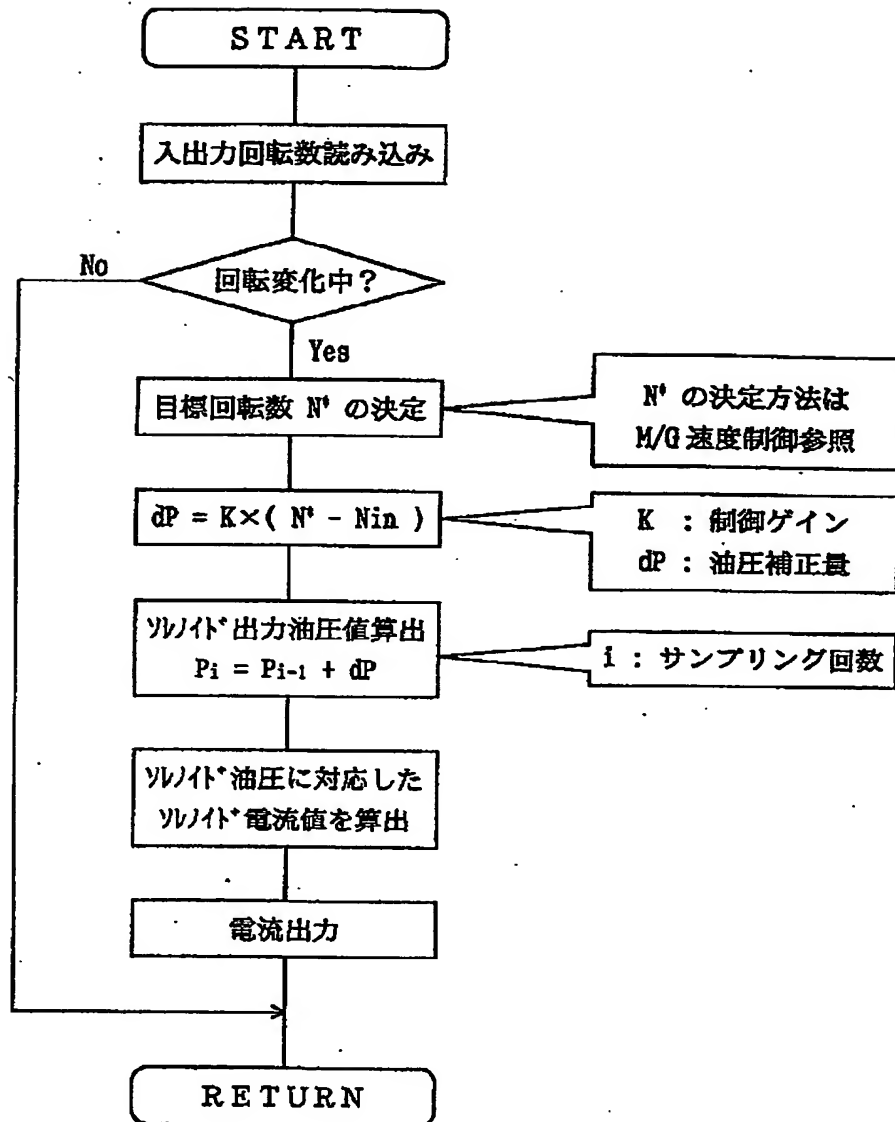 START
入出力回転数読み込み
No
回転変化中?
Yes
目標回転数 N* の決定
N* の決定方法は
M/G速度制御参照
dP = K×( N* - Nin )
K : 制御ゲイン
dP : 油圧補正量
ソレノイド出力油圧値算出
Pi = Pi-1 + dP
i : サンプリング回数
ソレノイド油圧に対応した
ソレノイド電流値を算出
電流出力
RETURN